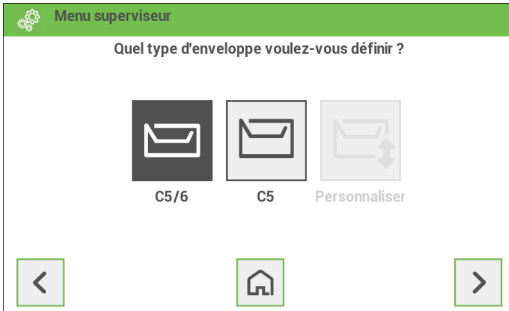 Menu superviseur
Quel type d'enveloppe voulez-vous définir ?
C5/6
C5
Personnaliser